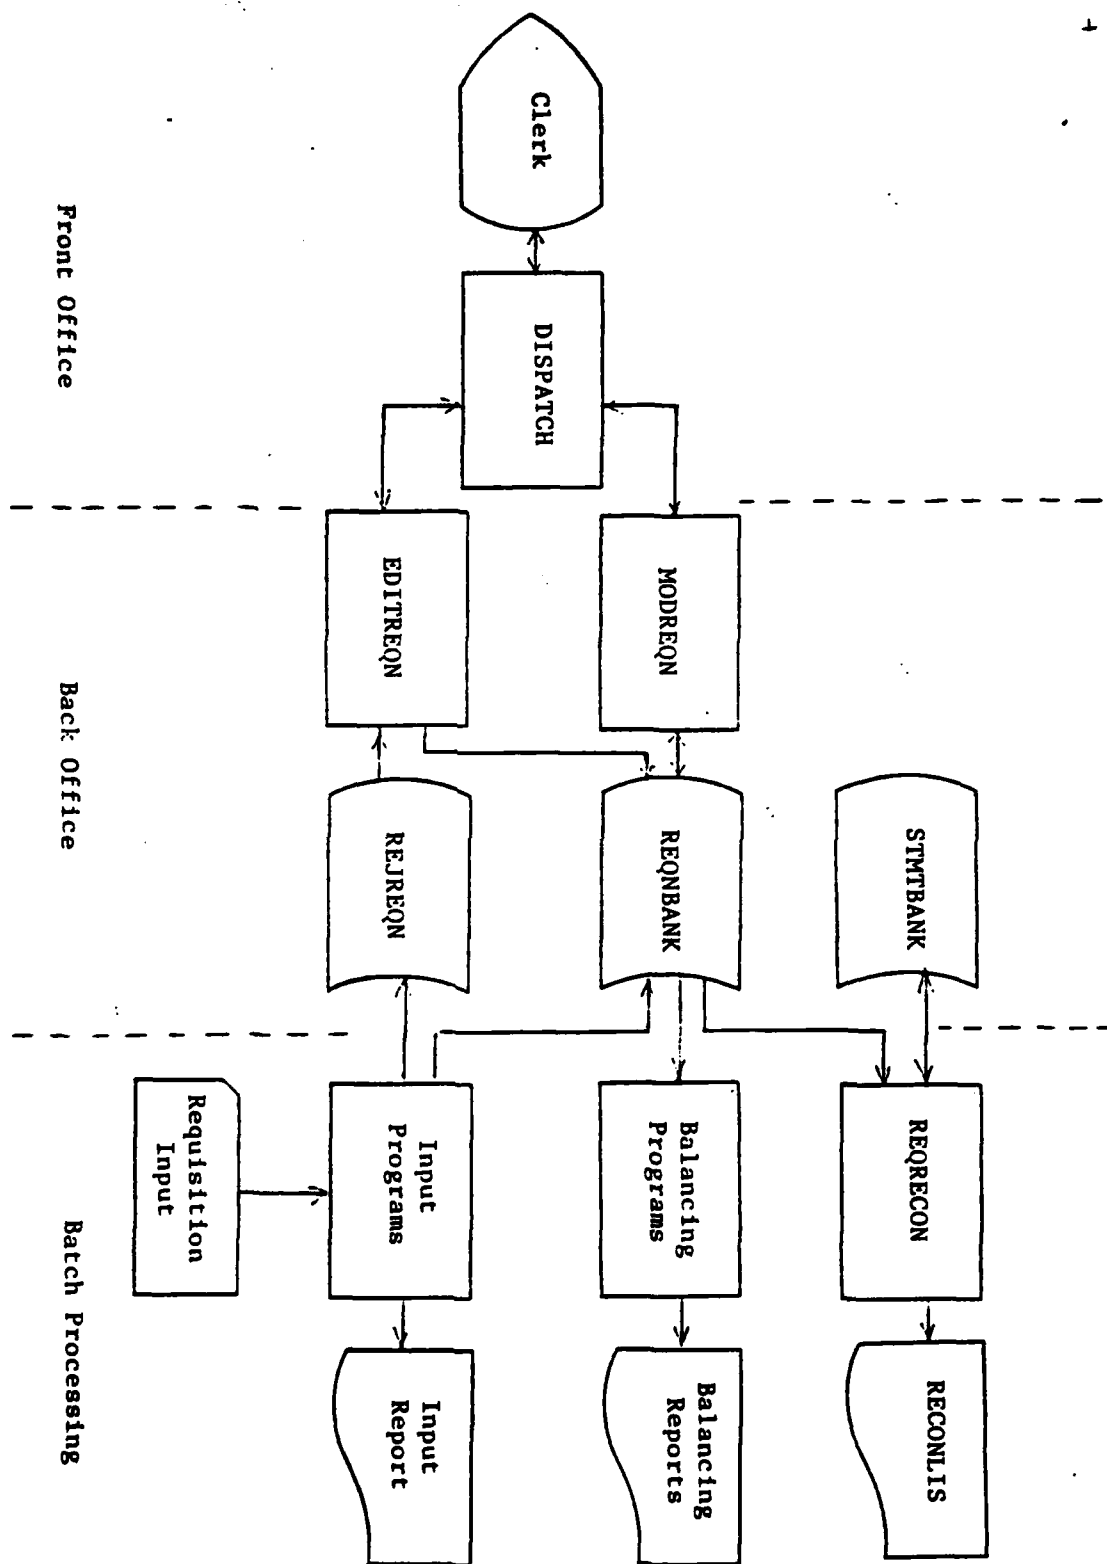 Clerk
DISPATCH
MODREQN
EDITREQN
STMTBANK
REQNBANK
REJREQN
REQRECON
Balancing
Programs
Input
Programs
Requisition
Input
RECONLIS
Balancing
Reports
Input
Report
Front Office
Back Office
Batch Processing